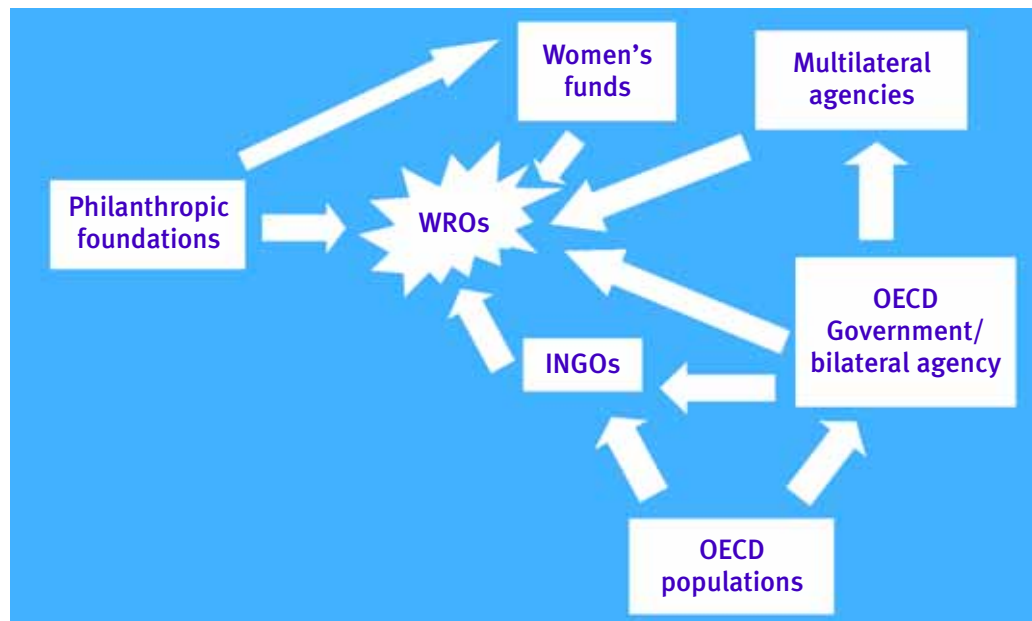 Women's
funds
Multilateral
agencies
Philanthropic
foundations
WROs
OECD
Government/
bilateral agency
INGOs
OECD
populations